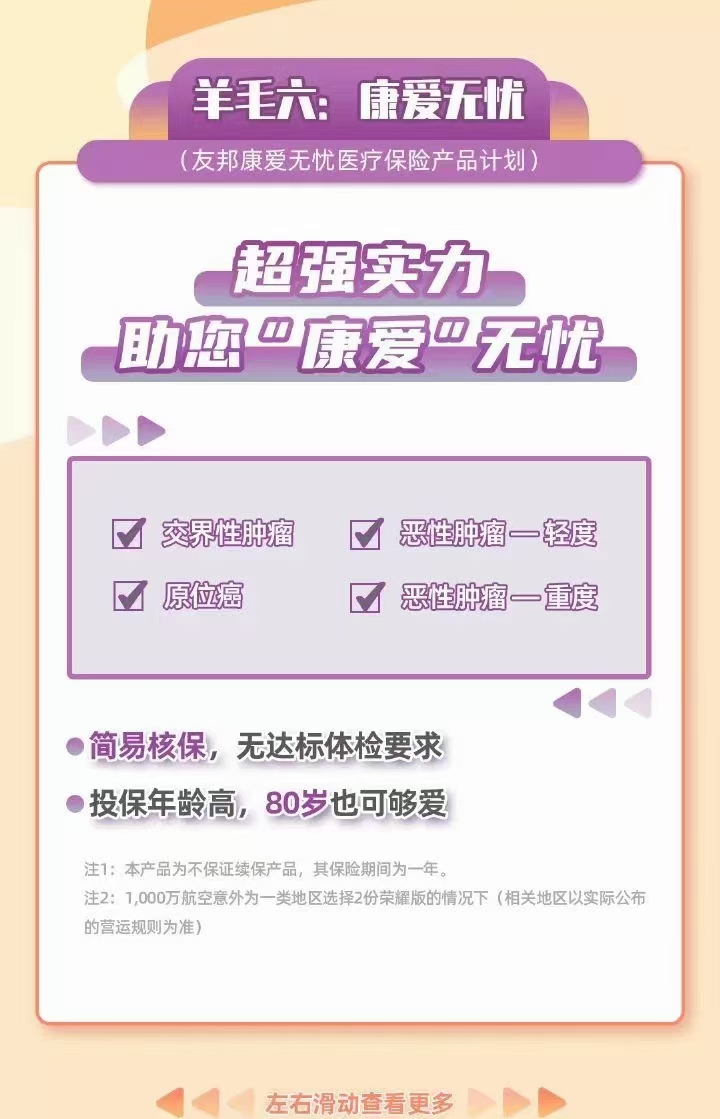 羊毛六：康爱无忧
（友邦康爱无忧医疗保险产品计划）
超强实力
助您“康爱”无忧
交界性肿瘤 恶性肿瘤—轻度
原位癌 恶性肿瘤—重度
简易核保，无达标体检要求
投保年龄高，80岁也可够爱
注1：本产品为不保证续保产品，其保险期间为一年。
注2：1,000万航空意外为一类地区选择2份荣耀版的情况下（相关地区以实际公布
的营运规则为准）
左右滑动查看更多